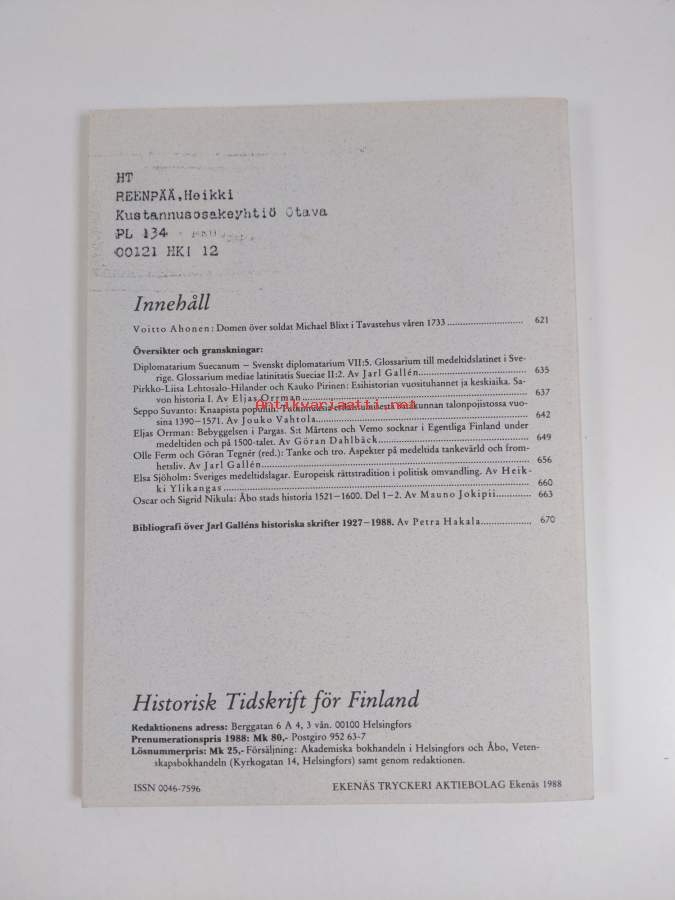 HT
REENPÄÄ, Heikki
Kustannusosakeyhtiö Otava
PL 134
00121 HKI 12
Innehåll
Voitto Ahonen: Domen över soldat Michael Blixt i Tavastehus våren 1733 621
Översikter och granskningar:
Diplomatarium Suecanum – Svenskt diplomatarium VII:5. Glossarium till medeltidslatinet i Sve-
rige. Glossarium mediae latinitatis Sueciae II:2. Av Jarl Gallén 635
Pirkko-Liisa Lehtosalo-Hilander och Kauko Pirinen: Esihistorian vuosituhannet ja keskiaika. Sa-
von historia I. Av Eljas Orrman 637
antikvariaatti.net
Seppo Suvanto: Knaapista populiin. talonpojistossa vuo-
sina 1390–1571. Av Jouko Vahtola 642
Eljas Orrman: Bebyggelsen i Pargas. S:t Mårtens och Vemo socknar i Egentliga Finland under
medeltiden och på 1500-talet. Av Göran Dahlbäck 649
Olle Ferm och Göran Tegnér (red.): Tanke och tro. Aspekter på medeltida tankevärld och from-
hetsliv. Av Jarl Gallén 656
Elsa Sjöholm: Sveriges medeltidslagar. Europeisk rättstradition i politisk omvandling. Av Heik-
ki Ylikangas 660
Oscar och Sigrid Nikula: Åbo stads historia 1521–1600. Del 1–2. Av Mauno Jokipii 663
Bibliografi över Jarl Galléns historiska skrifter 1927–1988. Av Petra Hakala 670
Historisk Tidskrift för Finland
Redaktionens adress: Berggatan 6 A 4, 3 vån. 00100 Helsingfors
Prenumerationspris 1988: Mk 80,- Postgiro 952 63-7
Lösnummerpris: Mk 25,- Försäljning: Akademiska bokhandeln i Helsingfors och Åbo, Veten-
skapsbokhandeln (Kyrkogatan 14, Helsingfors) samt genom redaktionen.
ISSN 0046-7596 EKENÄS TRYCKERI AKTIEBOLAG Ekenäs 1988